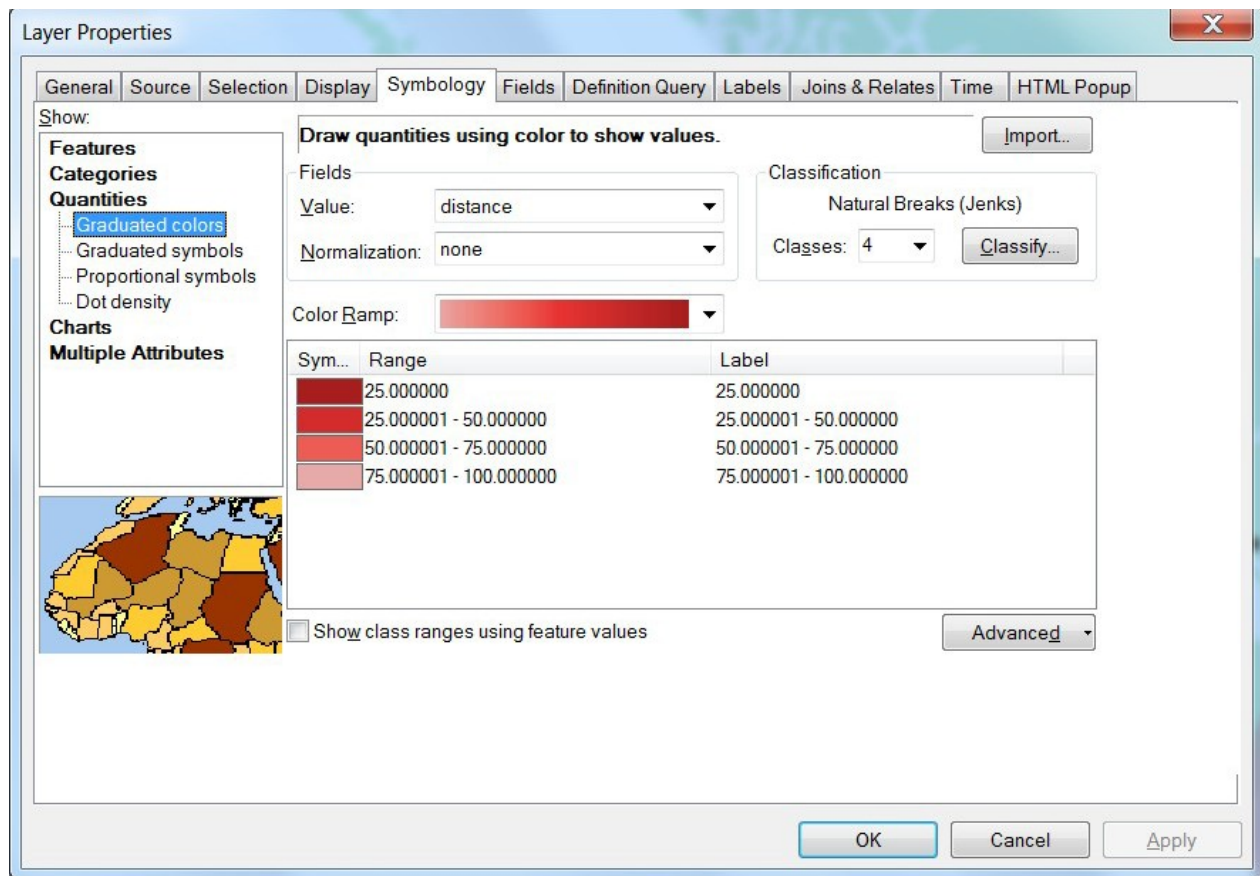 Layer Properties
X
General Source Selection Display Symbology Fields Definition Query Labels Joins & Relates Time HTML Popup
Show:
Features
Categories
Quantities
Graduated colors
Graduated symbols
Proportional symbols
Dot density
Charts
Multiple Attributes
Draw quantities using color to show values.
Import...
Fields
Value: distance
Normalization: none
Classification
Natural Breaks (Jenks)
Classes: 4 Classify...
Color Ramp:
Sym... Range Label
25.000000 25.000000
25.000001 - 50.000000 25.000001 - 50.000000
50.000001 - 75.000000 50.000001 - 75.000000
75.000001 - 100.000000 75.000001 - 100.000000
Show class ranges using feature values
Advanced
OK Cancel Apply